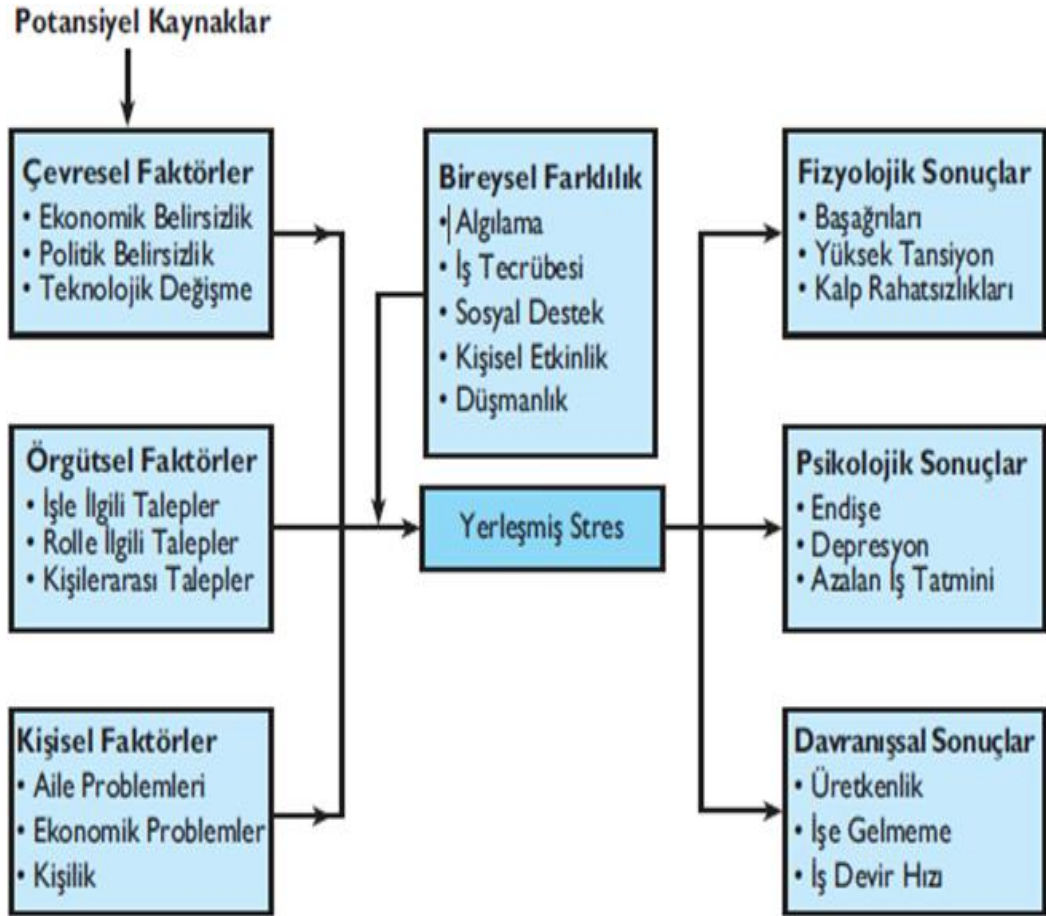 Potansiyel Kaynaklar
Çevresel Faktörler
• Ekonomik Belirsizlik
• Politik Belirsizlik
• Teknolojik Değişme
Örgütsel Faktörler
• İşle İlgili Talepler
• Rolle İlgili Talepler
• Kişilerarası Talepler
Kişisel Faktörler
• Aile Problemleri
• Ekonomik Problemler
• Kişilik
Bireysel Farklılık
• Algılama
• İş Tecrübesi
• Sosyal Destek
• Kişisel Etkinlik
• Düşmanlık
Yerleşmiş Stres
Fizyolojik Sonuçlar
• Başağrıları
• Yüksek Tansiyon
• Kalp Rahatsızlıkları
Psikolojik Sonuçlar
• Endişe
• Depresyon
• Azalan İş Tatmini
Davranışsal Sonuçlar
• Üretkenlik
• İşe Gelmeme
• İş Devir Hızı